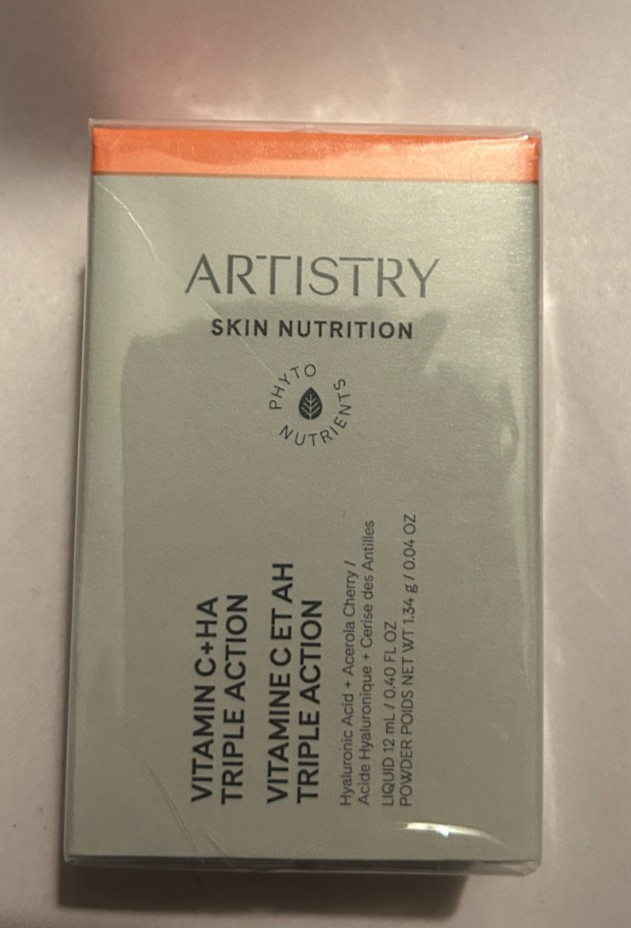 ARTISTRY
SKIN NUTRITION
PHYTO
NUTRIENTS
VITAMIN C+HA
TRIPLE ACTION
VITAMINE C ET AH
TRIPLE ACTION
Hyaluronic Acid + Acerola Cherry /
Acide Hyaluronique + Cerise des Antilles
LIQUID 12 mL / 0.40 FL OZ
POWDER POIDS NET WT 1.34 g / 0.04 OZ